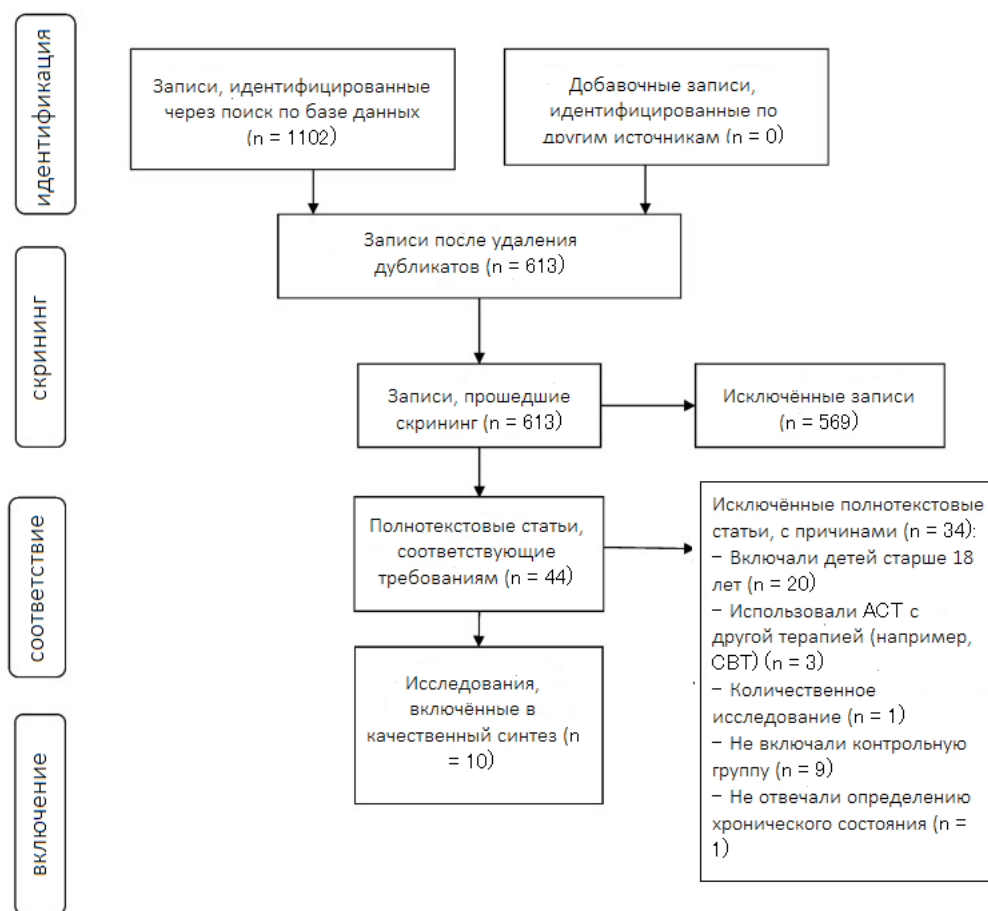 идентификация
Записи, идентифицированные
через поиск по базе данных
(n = 1102)
Добавочные записи,
идентифицированные по
другим источникам (n = 0)
Записи после удаления
дубликатов (n = 613)
скрининг
Записи, прошедшие
скрининг (n = 613)
Исключённые записи
(n = 569)
соответствие
Полнотекстовые статьи,
соответствующие
требованиям (n = 44)
Исключённые полнотекстовые
статьи, с причинами (n = 34):
– Включали детей старше 18
лет (n = 20)
– Использовали ACT с
другой терапией (например,
CBT) (n = 3)
– Количественное
исследование (n = 1)
– Не включали контрольную
группу (n = 9)
– Не отвечали определению
хронического состояния (n =
1)
включение
Исследования,
включённые в
качественный синтез (n
= 10)